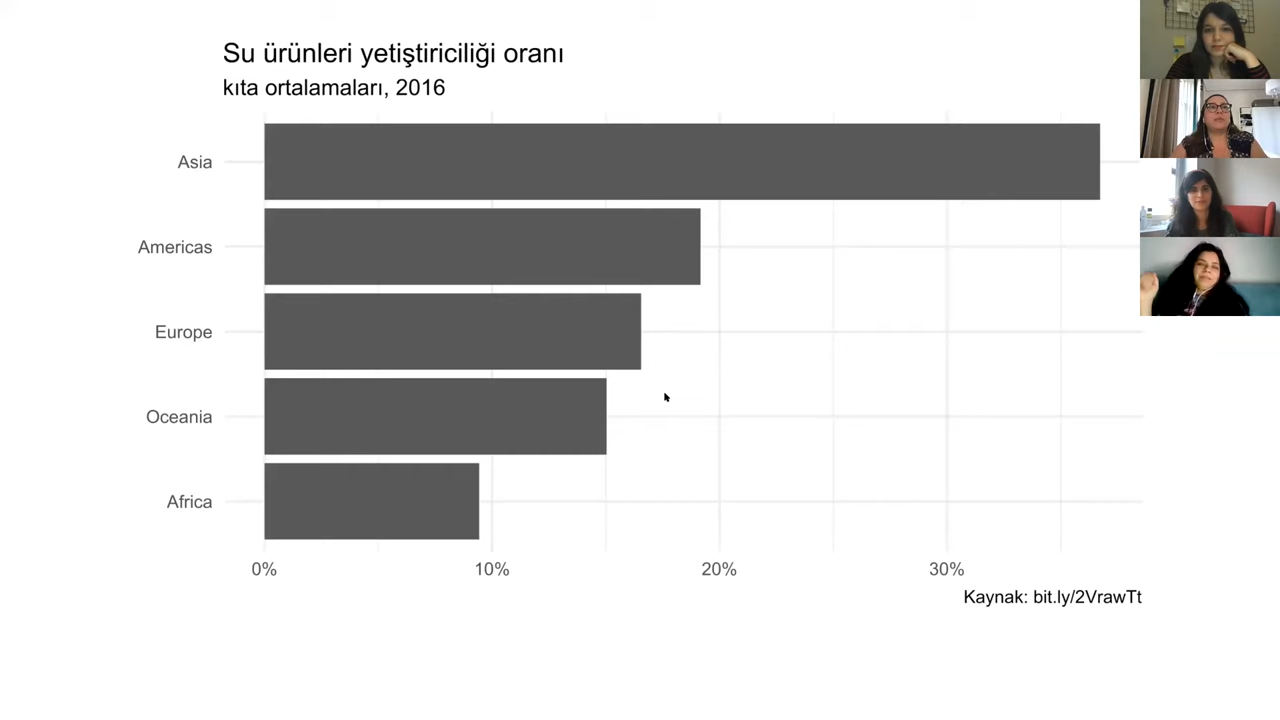 Su ürünleri yetiştiriciliği oranı
kıta ortalamaları, 2016
Asia
Americas
Europe
Oceania
Africa
0% 10% 20% 30%
Kaynak: bit.ly/2VrawTt